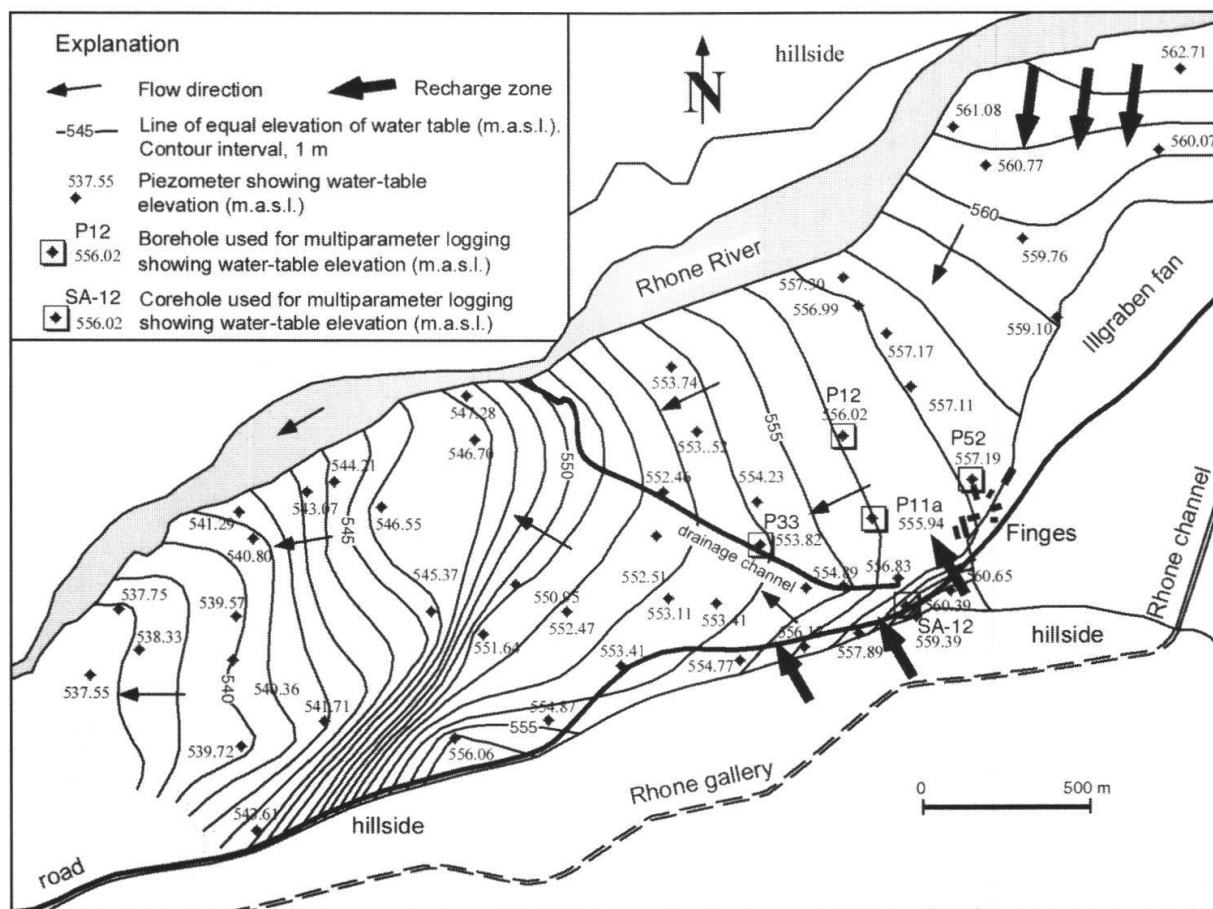 Explanation
Flow direction
Recharge zone
-545-
Line of equal elevation of water table (m.a.s.l.).
Contour interval, 1 m
537.55
Piezometer showing water-table
elevation (m.a.s.l.)
P12
556.02
Borehole used for multiparameter logging
showing water-table elevation (m.a.s.l.)
SA-12
556.02
Corehole used for multiparameter logging
showing water-table elevation (m.a.s.l.)
N
hillside
562.71
561.08
560.77
560.07
560
559.76
Rhone River
557.30
556.99
559.10
Illgraben fan
557.17
553.74
557.11
547.28
P12
556.02
555
546.70
550
553..52
P52
557.19
544.21
552.46
554.23
543.07
P11a
555.94
541.29
546.55
P33
553.82
Finges
540.80
545
drainage channel
Rhone channel
545.37
552.51
554.89
556.83
560.65
537.75
539.57
550.95
553.11
553.41
560.39
538.33
552.47
SA-12
559.39
hillside
551.64
557.89
553.41
554.77
537.55
540
540.36
541.71
554.87
555
539.72
556.06
Rhone gallery
0
500 m
543.61
hillside
road